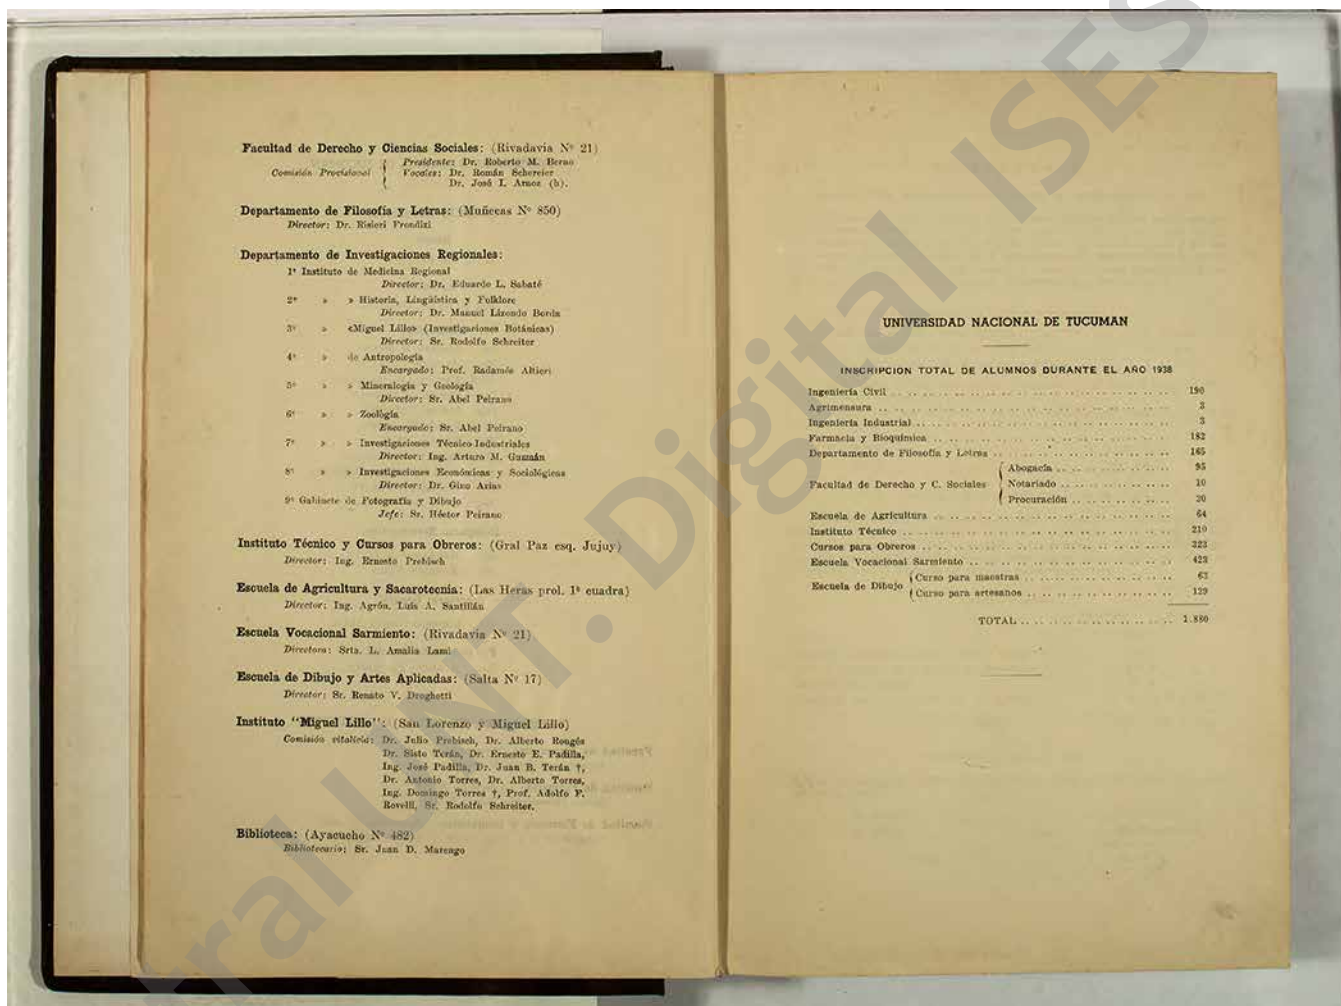 Facultad de Derecho y Ciencias Sociales: (Rivadavia Nº 21)
Presidente: Dr. Roberto M. Berho
Comisión Provisional Vocales: Dr. Román Schereier
Dr. José I. Araoz (h).
Departamento de Filosofía y Letras: (Muñecas Nº 850)
Director: Dr. Risieri Frondizi
Departamento de Investigaciones Regionales:
1º Instituto de Medicina Regional
Director: Dr. Eduardo L. Sabaté
2º » » Historia, Lingüística y Folklore
Director: Dr. Manuel Lizondo Borda
3º » «Miguel Lillo» (Investigaciones Botánicas)
Director: Sr. Rodolfo Schreiter
4º » de Antropología
Encargado: Prof. Radamés Altieri
5º » » Mineralogía y Geología
Director: Sr. Abel Peirano
6º » » Zoología
Encargado: Sr. Abel Peirano
7º » » Investigaciones Técnico Industriales
Director: Ing. Arturo M. Guzmán
8º » » Investigaciones Económicas y Sociológicas
Director: Dr. Gino Arias
9º Gabinete de Fotografía y Dibujo
Jefe: Sr. Héctor Peirano
Instituto Técnico y Cursos para Obreros: (Gral Paz esq. Jujuy)
Director: Ing. Ernesto Prebisch
Escuela de Agricultura y Sacarotecnia: (Las Heras prol. 1ª cuadra)
Director: Ing. Agrón. Luis A. Santillán
Escuela Vocacional Sarmiento: (Rivadavia Nº 21)
Directora: Srta. L. Amalia Lami
Escuela de Dibujo y Artes Aplicadas: (Salta Nº 17)
Director: Sr. Renato V. Droghetti
Instituto "Miguel Lillo": (San Lorenzo y Miguel Lillo)
Comisión vitalicia: Dr. Julio Prebisch, Dr. Alberto Rougés
Dr. Sisto Terán, Dr. Ernesto E. Padilla,
Ing. José Padilla, Dr. Juan B. Terán †,
Dr. Antonio Torres, Dr. Alberto Torres,
Ing. Domingo Torres †, Prof. Adolfo F.
Rovelli, Sr. Rodolfo Schreiter.
Biblioteca: (Ayacucho Nº 482)
Bibliotecario: Sr. Juan D. Marengo
UNIVERSIDAD NACIONAL DE TUCUMAN
INSCRIPCION TOTAL DE ALUMNOS DURANTE EL AÑO 1938
Ingeniería Civil 190
Agrimensura 3
Ingeniería Industrial 3
Farmacia y Bioquímica 182
Departamento de Filosofía y Letras 165
Abogacía 95
Facultad de Derecho y C. Sociales Notariado 10
Procuración 20
Escuela de Agricultura 64
Instituto Técnico 210
Cursos para Obreros 323
Escuela Vocacional Sarmiento 423
Curso para maestras 63
Escuela de Dibujo
Curso para artesanos 129
TOTAL 1.880
tral UNT. Digital ISES